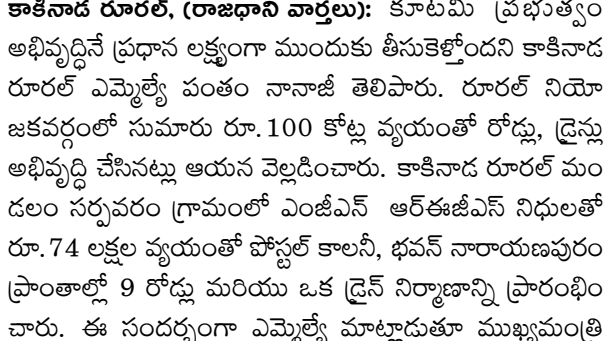 కాకినాడ రూరల్, (రాజధాని వార్తలు): కూటమి ప్రభుత్వం
అభివృద్ధినే ప్రధాన లక్ష్యంగా ముందుకు తీసుకెళ్తోందని కాకినాడ
రూరల్ ఎమ్మెల్యే పంతం నానాజీ తెలిపారు. రూరల్ నియో
జకవర్గంలో సుమారు రూ.100 కోట్ల వ్యయంతో రోడ్లు, డ్రైన్లు
అభివృద్ధి చేసినట్లు ఆయన వెల్లడించారు. కాకినాడ రూరల్ మం
డలం సర్పవరం గ్రామంలో ఎంజీఎన్ ఆర్ఈజీఎస్ నిధులతో
రూ.74 లక్షల వ్యయంతో పోస్టల్ కాలనీ, భవన్ నారాయణపురం
ప్రాంతాల్లో 9 రోడ్లు మరియు ఒక డ్రైన్ నిర్మాణాన్ని ప్రారంభిం
చారు. ఈ సందర్భంగా ఎమ్మెల్యే మాట్లాడుతూ ముఖ్యమంత్రి